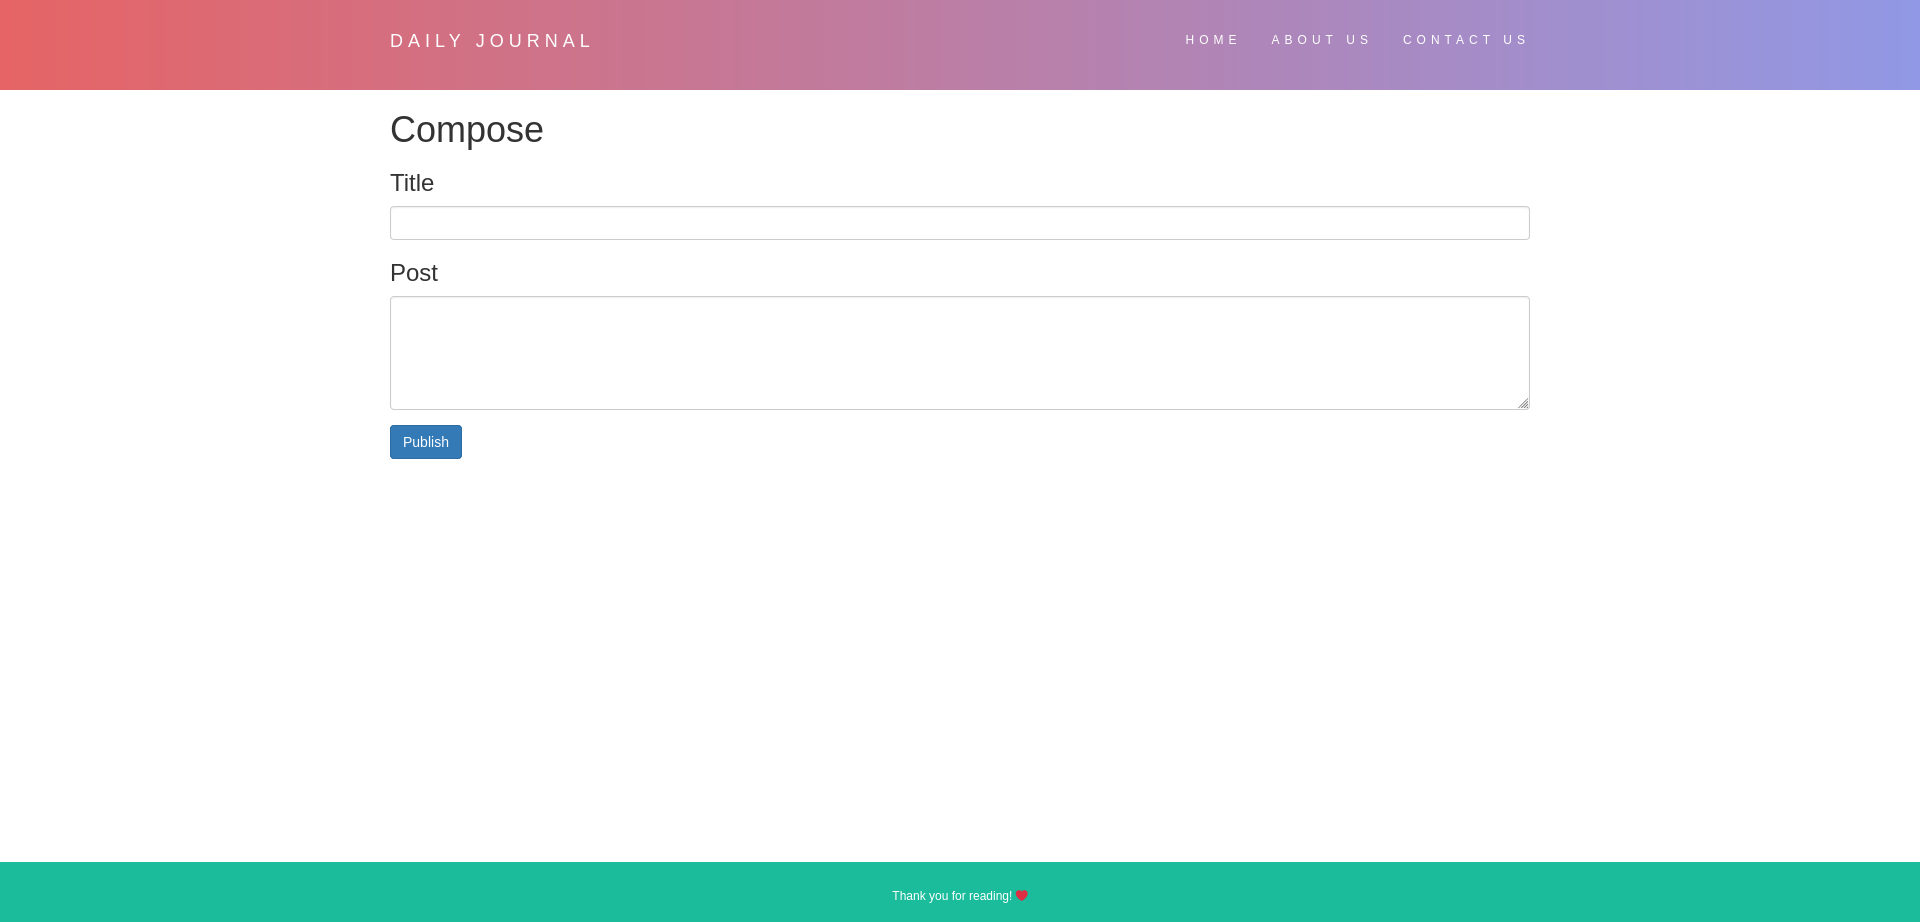 DAILY JOURNAL
HOME ABOUT US CONTACT US
Compose
Title
Post
Publish
Thank you for reading!